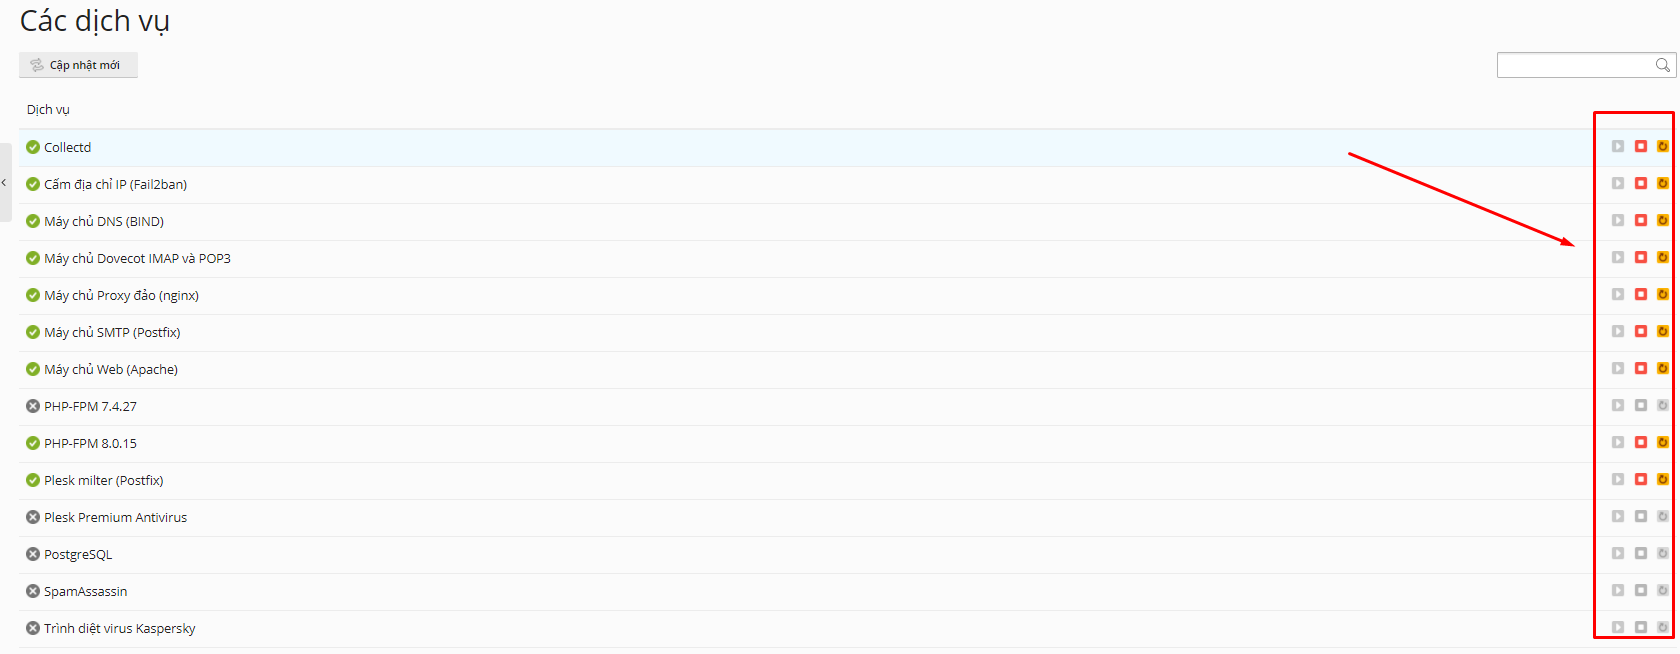 Các dịch vụ
Cập nhật mới
Dịch vụ
Collectd
Cấm địa chỉ IP (Fail2ban)
Máy chủ DNS (BIND)
Máy chủ Dovecot IMAP và POP3
Máy chủ Proxy đảo (nginx)
Máy chủ SMTP (Postfix)
Máy chủ Web (Apache)
PHP-FPM 7.4.27
PHP-FPM 8.0.15
Plesk milter (Postfix)
Plesk Premium Antivirus
PostgreSQL
SpamAssassin
Trình diệt virus Kaspersky